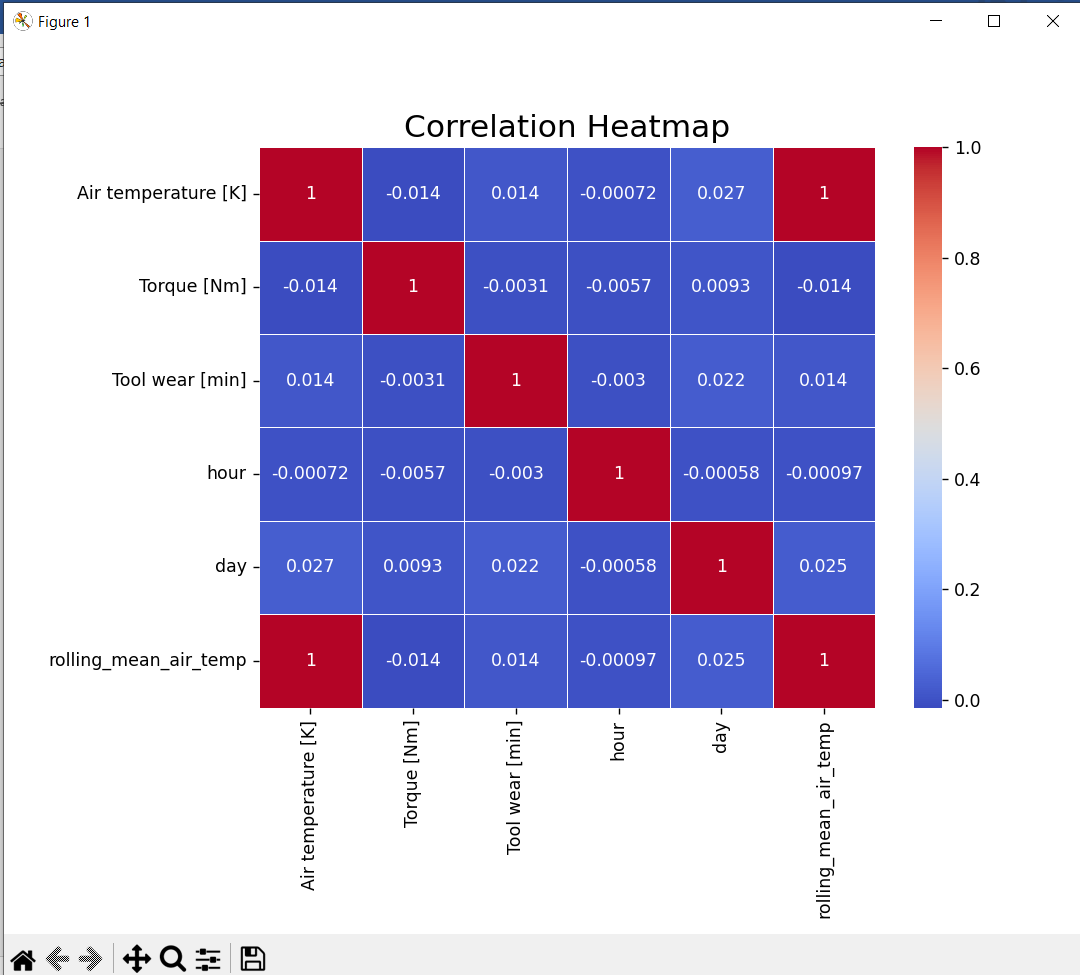 Figure 1
Correlation Heatmap
Air temperature [K] 1 -0.014 0.014 -0.00072 0.027 1
Torque [Nm] -0.014 1 -0.0031 -0.0057 0.0093 -0.014
Tool wear [min] 0.014 -0.0031 1 -0.003 0.022 0.014
hour -0.00072 -0.0057 -0.003 1 -0.00058 -0.00097
day 0.027 0.0093 0.022 -0.00058 1 0.025
rolling_mean_air_temp 1 -0.014 0.014 -0.00097 0.025 1
Air temperature [K]
Torque [Nm]
Tool wear [min]
hour
day
rolling_mean_air_temp
1.0
0.8
0.6
0.4
0.2
0.0